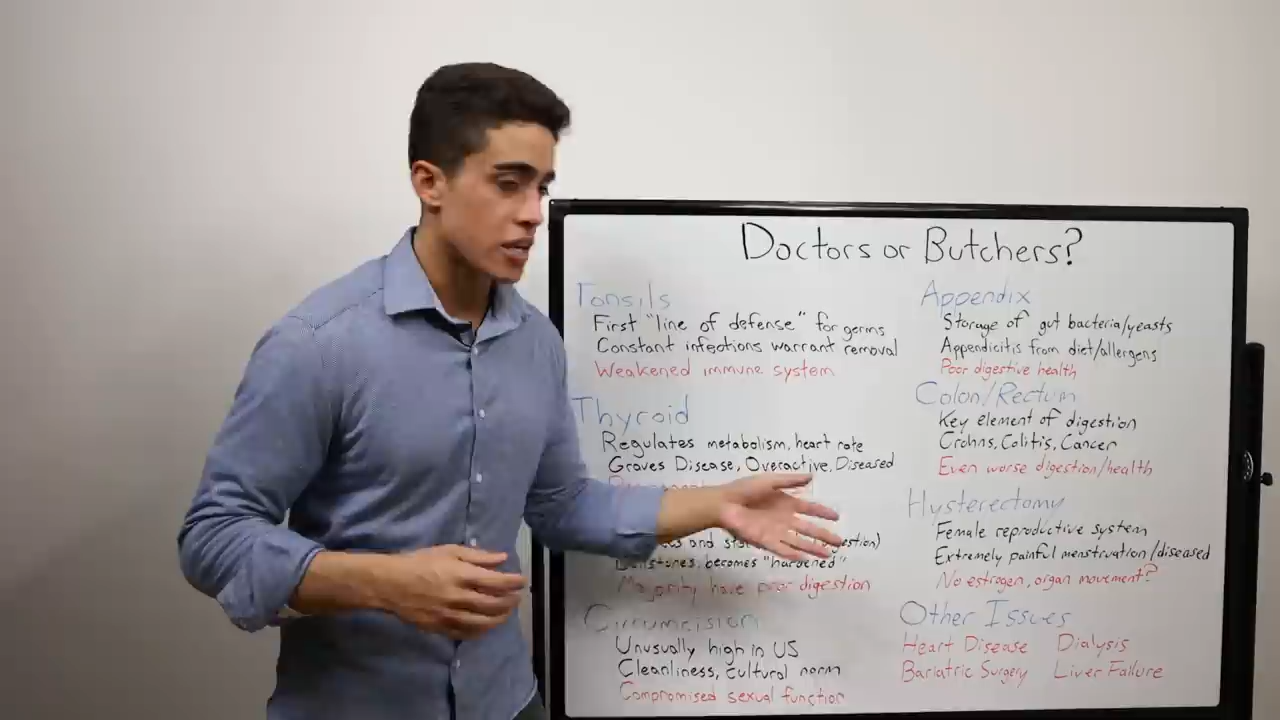 Doctors or Butchers?
Tonsils
First "line of defense" for germs
Constant infections warrant removal
Weakened immune system
Thyroid
Regulates metabolism, heart rate
Graves Disease, Overactive, Diseased
and
becomes "hardened"
Majority have poor digestion
Circumcision
Unusually high in US
Cleanliness, cultural norm
Compromised sexual function
Appendix
Storage of gut bacteria/yeasts
Appendicitis from diet/allergens
Poor digestive health
Colon/Rectum
Key element of digestion
Crohns, Colitis, Cancer
Even worse digestion/health
Hysterectomy
Female reproductive system
Extremely painful menstruation/diseased
No estrogen, organ movement?
Other Issues
Heart Disease Dialysis
Bariatric Surgery Liver Failure